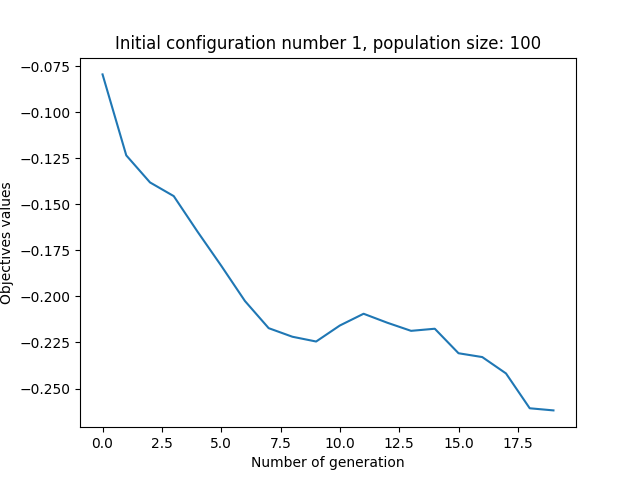 Initial configuration number 1, population size: 100
Objectives values
−0.075
−0.100
−0.125
−0.150
−0.175
−0.200
−0.225
−0.250
0.0 2.5 5.0 7.5 10.0 12.5 15.0 17.5
Number of generation